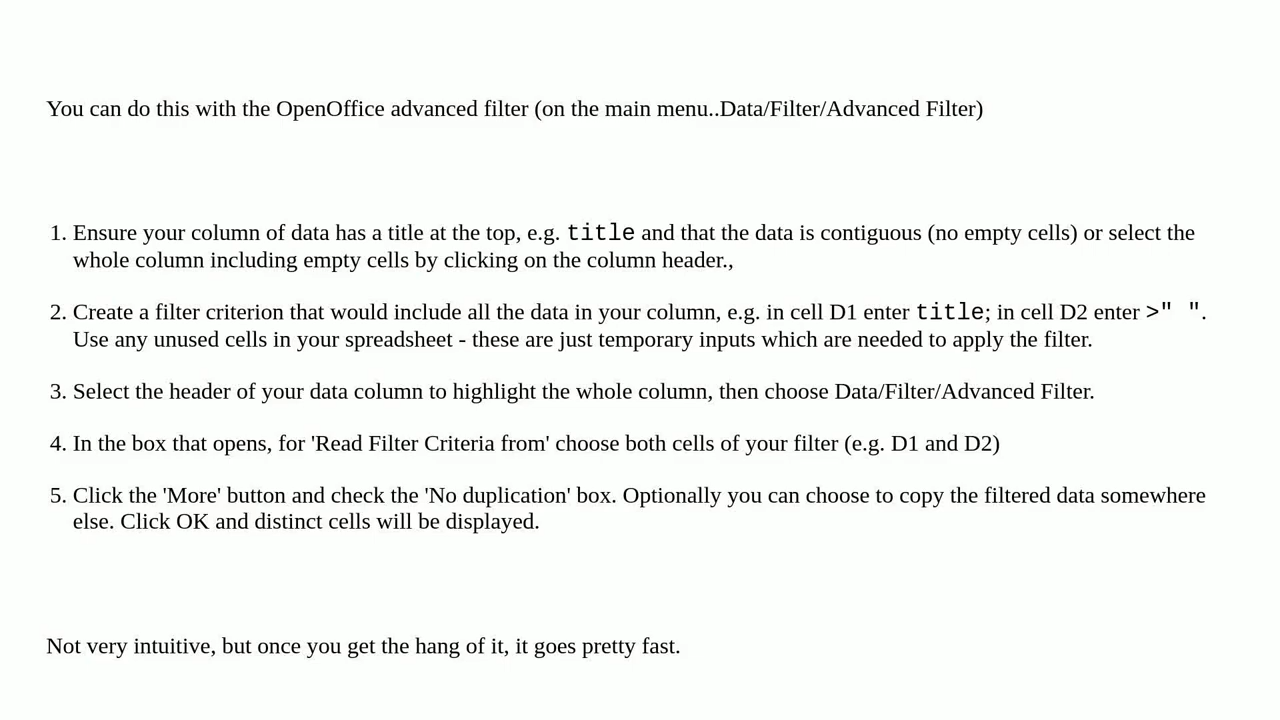 You can do this with the OpenOffice advanced filter (on the main menu..Data/Filter/Advanced Filter)
1. Ensure your column of data has a title at the top, e.g. title and that the data is contiguous (no empty cells) or select the
whole column including empty cells by clicking on the column header.,
2. Create a filter criterion that would include all the data in your column, e.g. in cell D1 enter title; in cell D2 enter >" ".
Use any unused cells in your spreadsheet - these are just temporary inputs which are needed to apply the filter.
3. Select the header of your data column to highlight the whole column, then choose Data/Filter/Advanced Filter.
4. In the box that opens, for 'Read Filter Criteria from' choose both cells of your filter (e.g. D1 and D2)
5. Click the 'More' button and check the 'No duplication' box. Optionally you can choose to copy the filtered data somewhere
else. Click OK and distinct cells will be displayed.
Not very intuitive, but once you get the hang of it, it goes pretty fast.